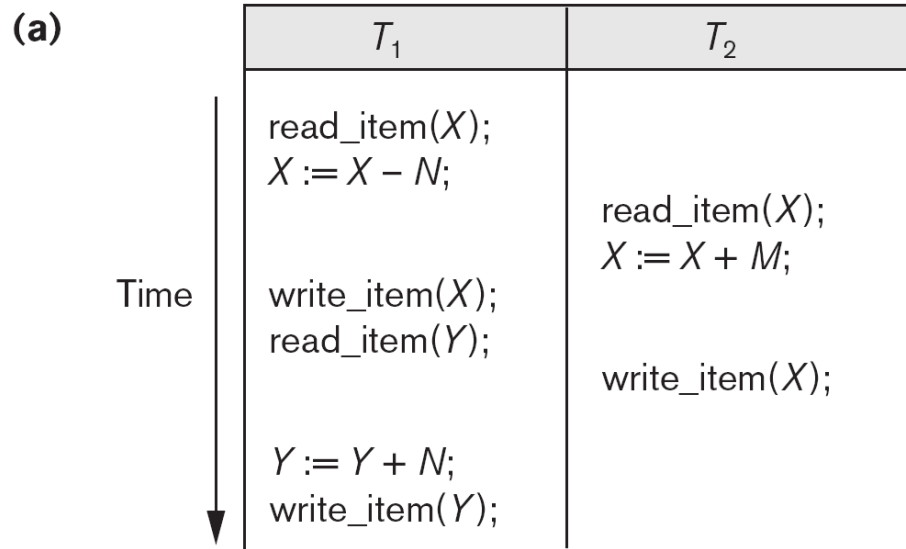 (a)
T₁ T₂
read_item(X);
X := X – N;
read_item(X);
X := X + M;
Time
write_item(X);
read_item(Y);
write_item(X);
Y := Y + N;
write_item(Y);